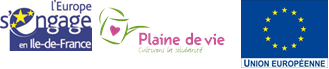 l'Europe
s'engage
en Ile-de-France
Plaine de vie
Cultivons la solidarité
UNION EUROPÉENNE